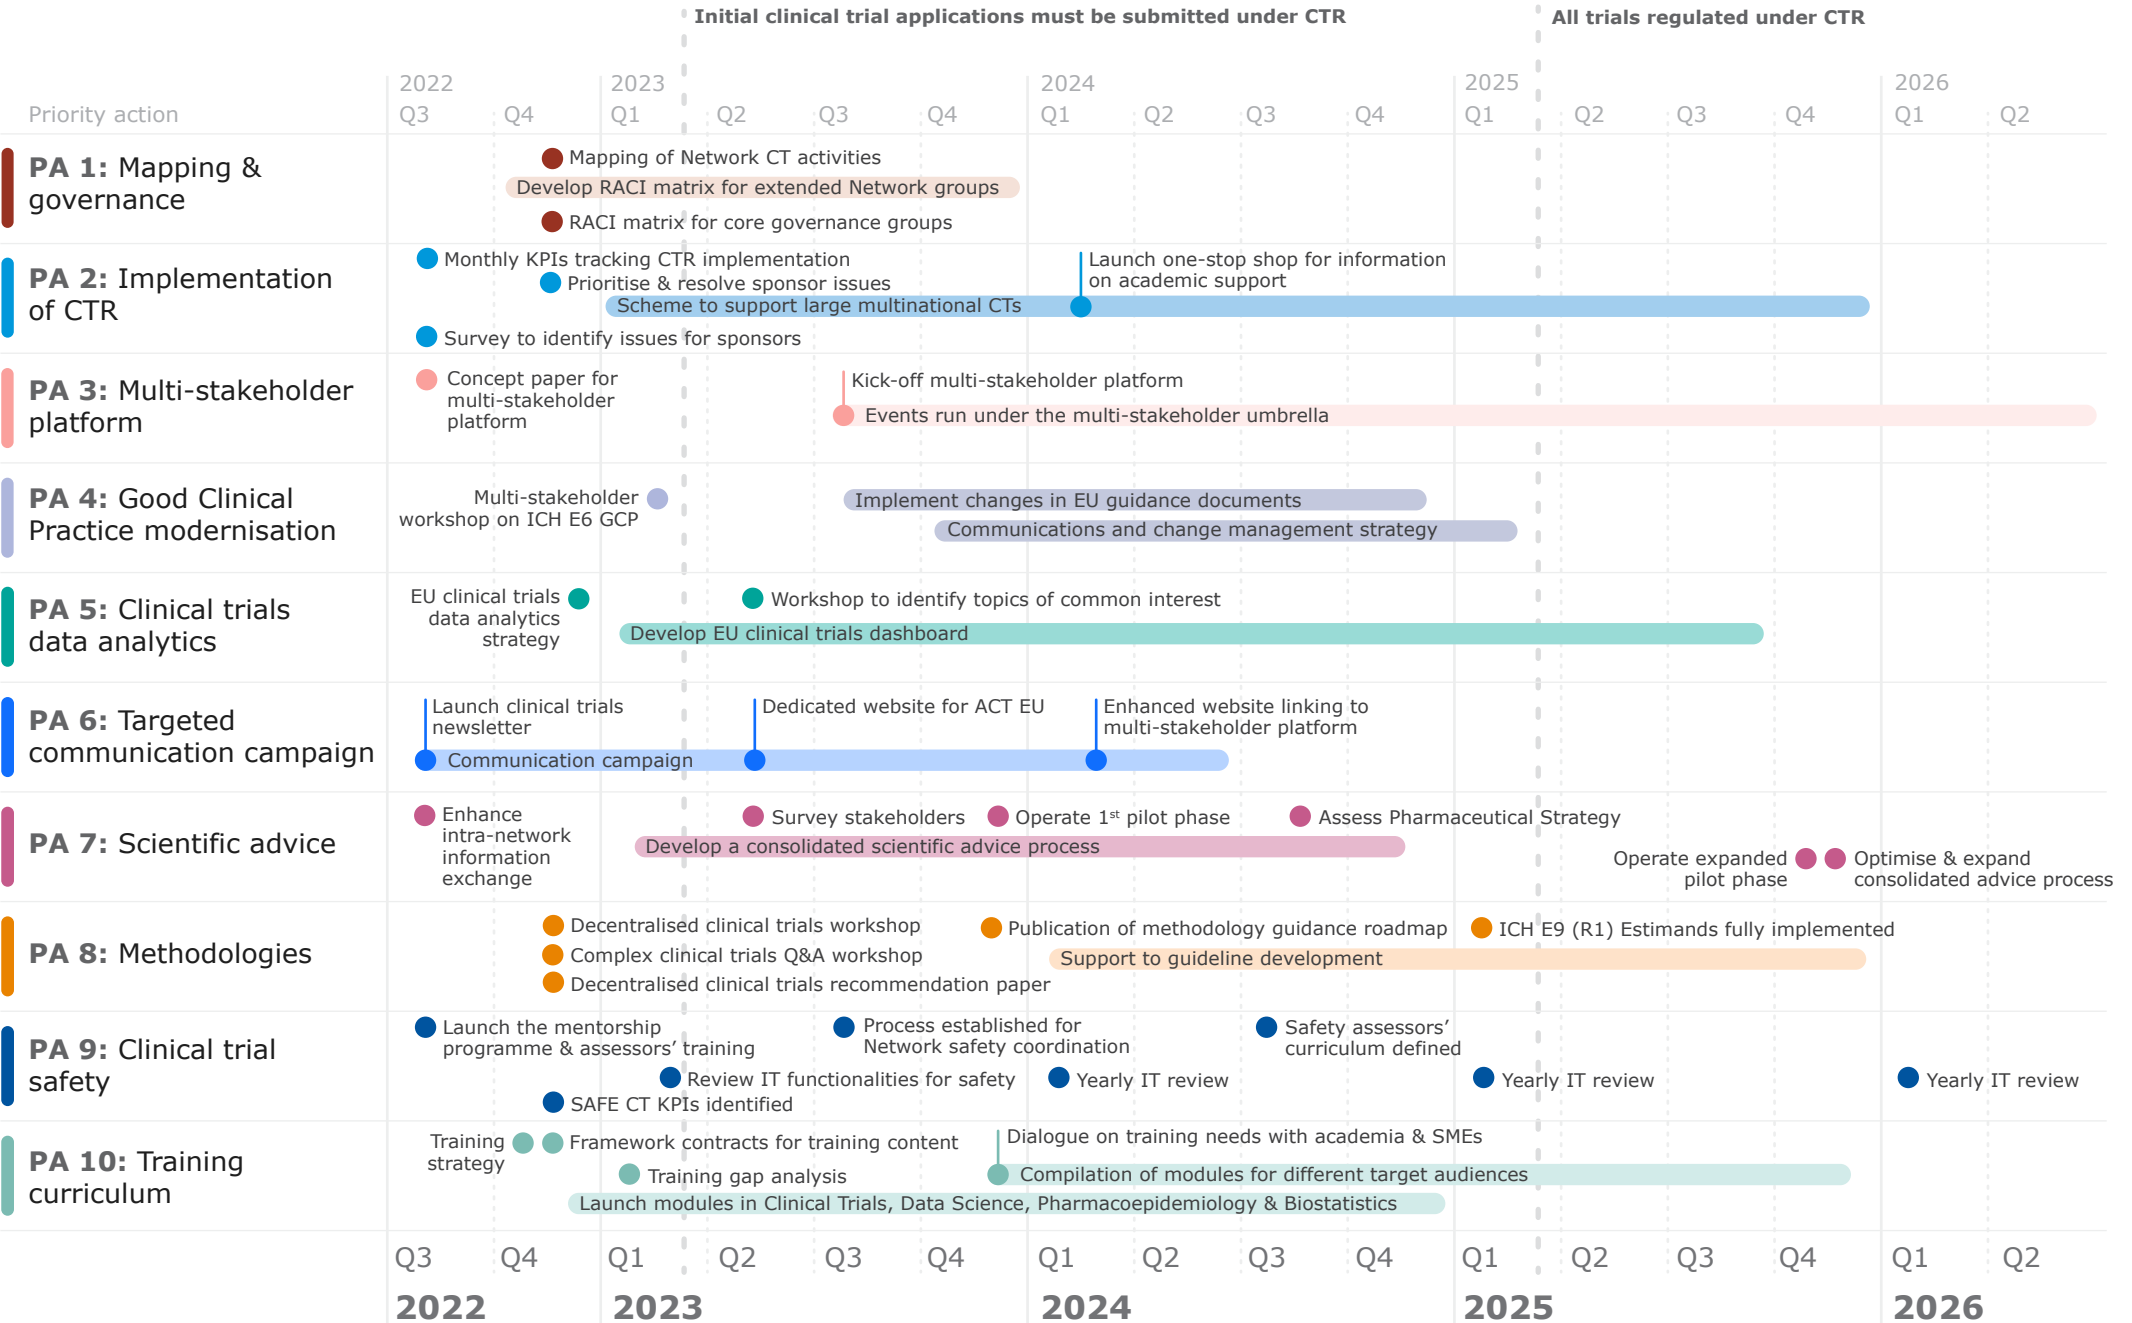 Initial clinical trial applications must be submitted under CTR
All trials regulated under CTR
2022
2023
2024
2025
2026
Priority action
Q3
Q4
Q1
Q2
Q3
Q4
Q1
Q2
Q3
Q4
Q1
Q2
Q3
Q4
Q1
Q2
PA 1: Mapping &
governance
Mapping of Network CT activities
Develop RACI matrix for extended Network groups
RACI matrix for core governance groups
PA 2: Implementation
of CTR
Monthly KPIs tracking CTR implementation
Prioritise & resolve sponsor issues
Launch one-stop shop for information
on academic support
Scheme to support large multinational CTs
Survey to identify issues for sponsors
PA 3: Multi-stakeholder
platform
Concept paper for
multi-stakeholder
platform
Kick-off multi-stakeholder platform
Events run under the multi-stakeholder umbrella
PA 4: Good Clinical
Practice modernisation
Multi-stakeholder
workshop on ICH E6 GCP
Implement changes in EU guidance documents
Communications and change management strategy
PA 5: Clinical trials
data analytics
EU clinical trials
data analytics
strategy
Workshop to identify topics of common interest
Develop EU clinical trials dashboard
PA 6: Targeted
communication campaign
Launch clinical trials
newsletter
Dedicated website for ACT EU
Enhanced website linking to
multi-stakeholder platform
Communication campaign
PA 7: Scientific advice
Enhance
intra-network
information
exchange
Survey stakeholders
Operate 1st pilot phase
Assess Pharmaceutical Strategy
Develop a consolidated scientific advice process
Operate expanded
pilot phase
Optimise & expand
consolidated advice process
PA 8: Methodologies
Decentralised clinical trials workshop
Complex clinical trials Q&A workshop
Decentralised clinical trials recommendation paper
Publication of methodology guidance roadmap
ICH E9 (R1) Estimands fully implemented
Support to guideline development
PA 9: Clinical trial
safety
Launch the mentorship
programme & assessors’ training
Process established for
Network safety coordination
Safety assessors’
curriculum defined
Review IT functionalities for safety
Yearly IT review
Yearly IT review
Yearly IT review
SAFE CT KPIs identified
PA 10: Training
curriculum
Training
strategy
Framework contracts for training content
Training gap analysis
Dialogue on training needs with academia & SMEs
Compilation of modules for different target audiences
Launch modules in Clinical Trials, Data Science, Pharmacoepidemiology & Biostatistics
Q3
Q4
Q1
Q2
Q3
Q4
Q1
Q2
Q3
Q4
Q1
Q2
Q3
Q4
Q1
Q2
2022
2023
2024
2025
2026